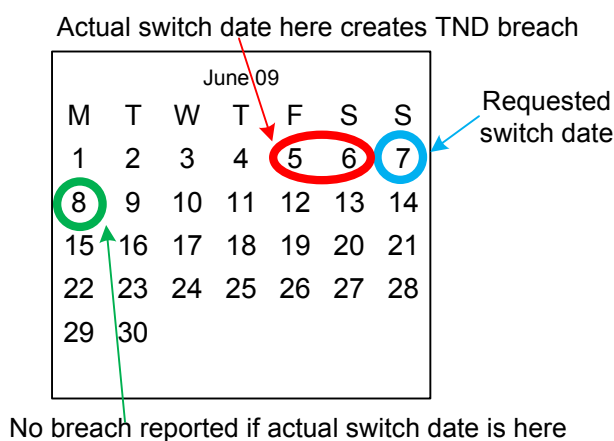 Actual switch date here creates TND breach
June 09
M T W T F S S
Requested
switch date
1 2 3 4 5 6 7
8 9 10 11 12 13 14
15 16 17 18 19 20 21
22 23 24 25 26 27 28
29 30
No breach reported if actual switch date is here